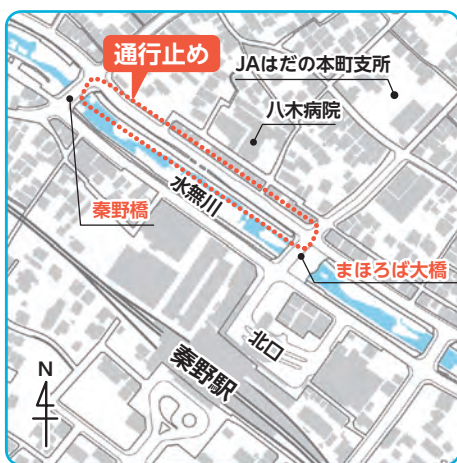 通行止め
JAはだの本町支所
八木病院
水無川
秦野橋
まほろば大橋
北口
秦野駅
N